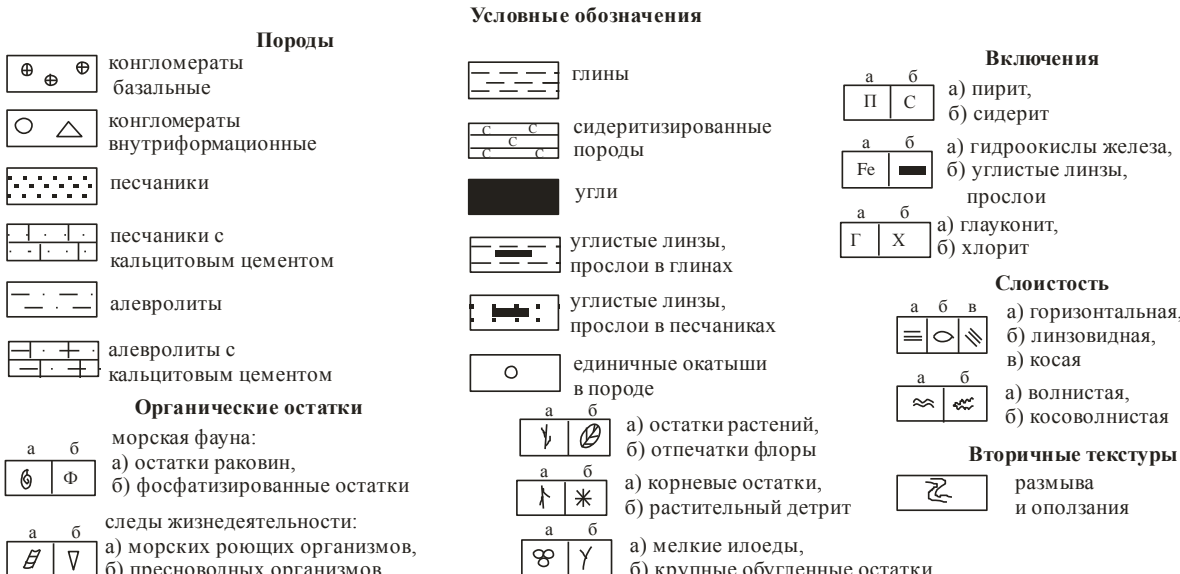 Условные обозначения
Породы
конгломераты
базальные
конгломераты
внутриформационные
песчаники
песчаники с
кальцитовым цементом
алевролиты
алевролиты с
кальцитовым цементом
Органические остатки
а б
Ф
морская фауна:
а) остатки раковин,
б) фосфатизированные остатки
а б
следы жизнедеятельности:
а) морских роющих организмов,
б) пресноводных организмов
глины
С С
С
С С
сидеритизированные
породы
угли
углистые линзы,
прослои в глинах
углистые линзы,
прослои в песчаниках
единичные окатыши
в породе
а б
а) остатки растений,
б) отпечатки флоры
а б
а) корневые остатки,
б) растительный детрит
а б
а) мелкие илоеды,
б) крупные обугленные остатки
Включения
а б
П С
а) пирит,
б) сидерит
а б
Fe
а) гидроокислы железа,
б) углистые линзы,
прослои
а б
Г Х
а) глауконит,
б) хлорит
Слоистость
а б в
а) горизонтальная,
б) линзовидная,
в) косая
а б
а) волнистая,
б) косоволнистая
Вторичные текстуры
размыва
и оползания